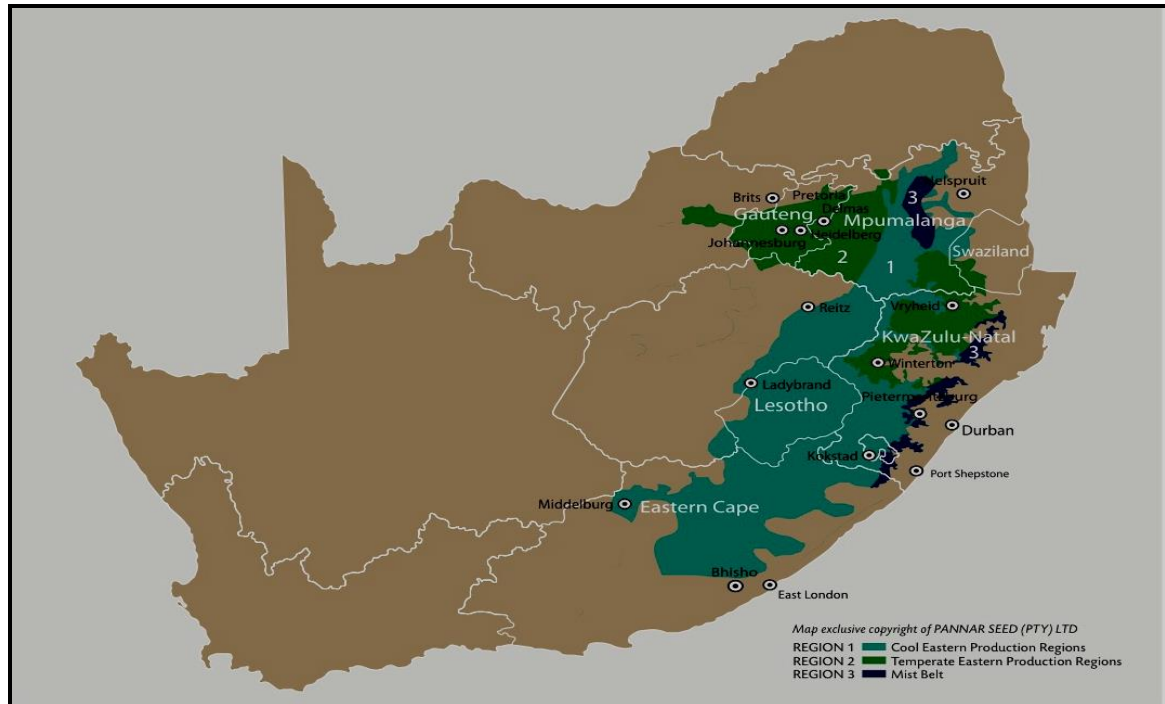 3
Nelspruit
Brits
Pretoria
Delmas
Gauteng
Mpumalanga
Heidelberg
Johannesburg
Swaziland
2
1
Reitz
Vryheid
KwaZulu-Natal
3
Winterton
Ladybrand
Lesotho
Pietermaritzburg
Durban
Kokstad
Port Shepstone
Middelburg
Eastern Cape
Bhisho
East London
Map exclusive copyright of PANNAR SEED (PTY) LTD
REGION 1 Cool Eastern Production Regions
REGION 2 Temperate Eastern Production Regions
REGION 3 Mist Belt